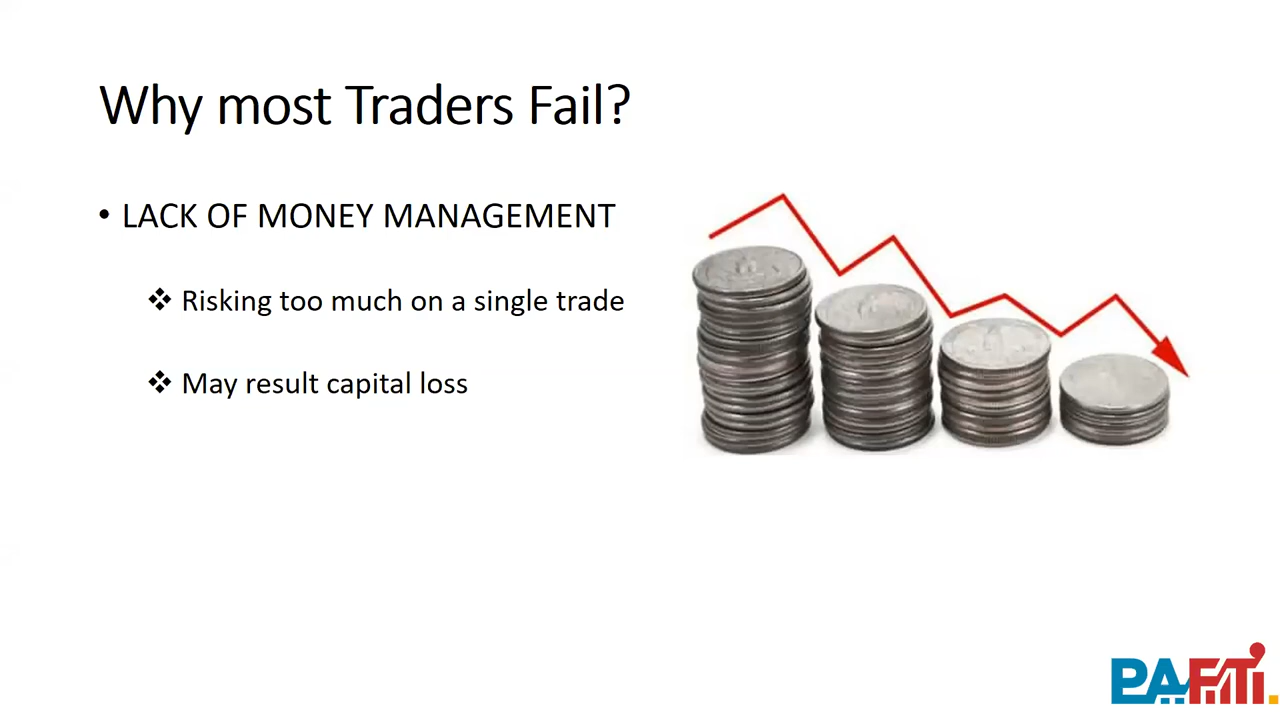 Why most Traders Fail?
• LACK OF MONEY MANAGEMENT
❖ Risking too much on a single trade
❖ May result capital loss
PAFTI.